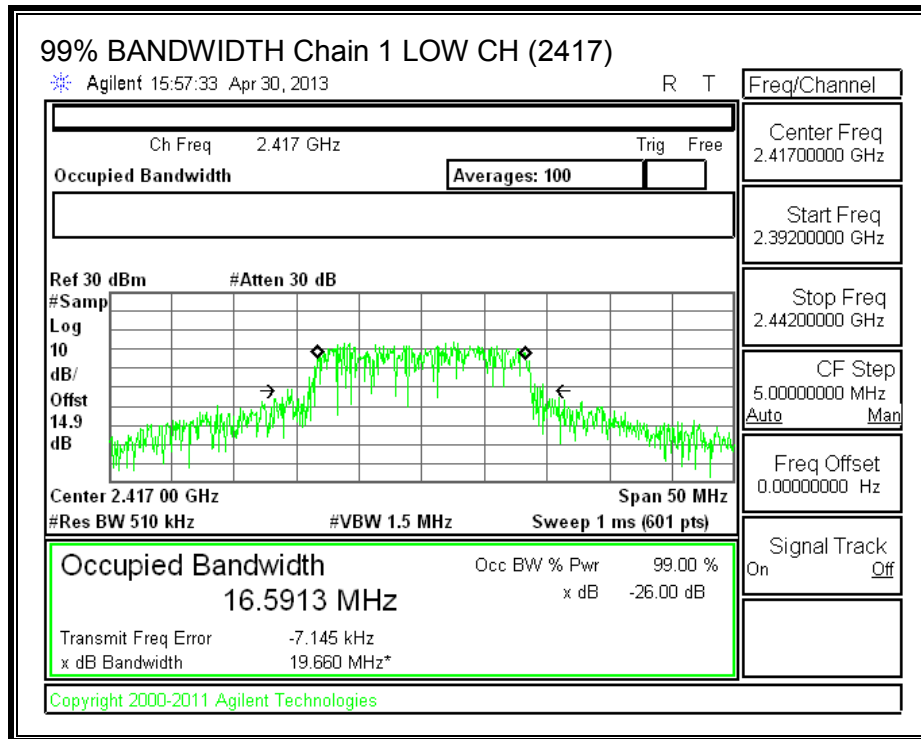 99% BANDWIDTH Chain 1 LOW CH (2417)
Agilent 15:57:33 Apr 30, 2013 R T
Ch Freq 2.417 GHz Trig Free
Occupied Bandwidth Averages: 100
Ref 30 dBm #Atten 30 dB
#Samp
Log
10
dB/
Offst
14.9
dB
Center 2.417 00 GHz Span 50 MHz
#Res BW 510 kHz #VBW 1.5 MHz Sweep 1 ms (601 pts)
Occupied Bandwidth Occ BW % Pwr 99.00 %
16.5913 MHz x dB -26.00 dB
Transmit Freq Error -7.145 kHz
x dB Bandwidth 19.660 MHz*
Copyright 2000-2011 Agilent Technologies
Freq/Channel
Center Freq
2.41700000 GHz
Start Freq
2.39200000 GHz
Stop Freq
2.44200000 GHz
CF Step
5.00000000 MHz
Auto Man
Freq Offset
0.00000000 Hz
Signal Track
On Off